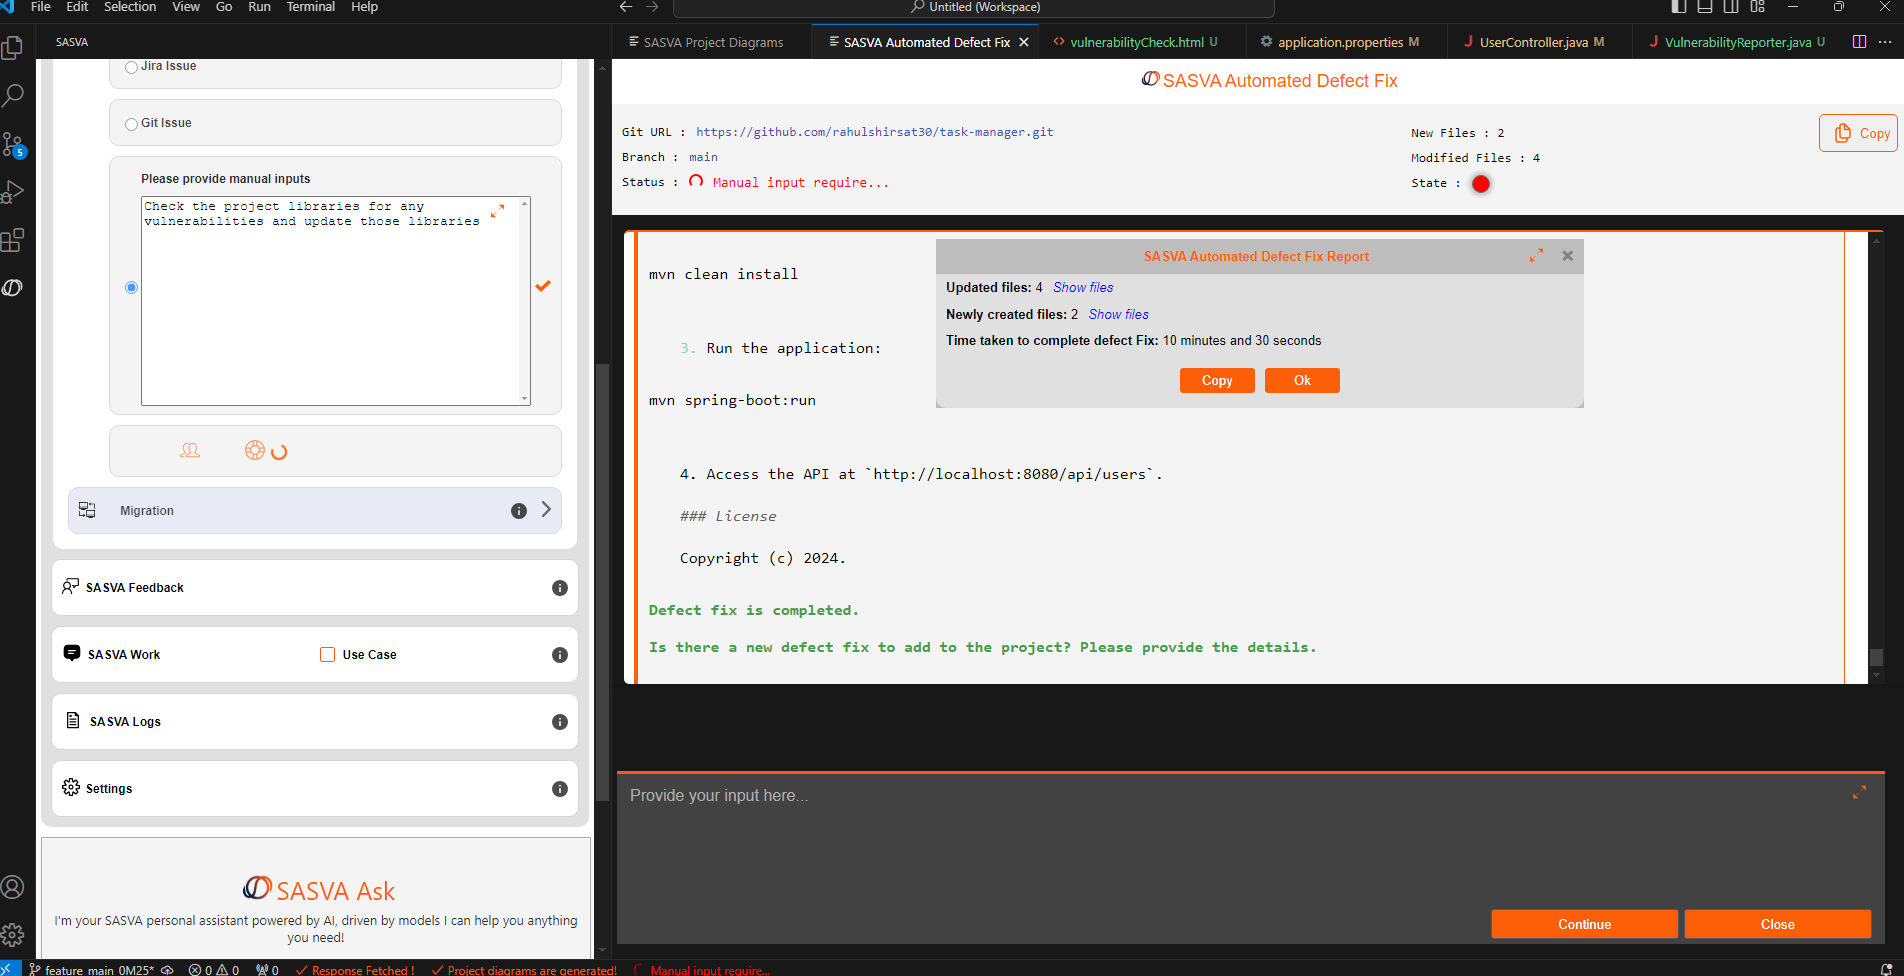 File Edit Selection View Go Run Terminal Help
Untitled (Workspace)
SASVA
SASVA Project Diagrams
SASVA Automated Defect Fix
vulnerabilityCheck.html U
application.properties M
J UserController.java M
J VulnerabilityReporter.java U
Jira Issue
Git Issue
Please provide manual inputs
Check the project libraries for any
vulnerabilities and update those libraries
Migration
SASVA Feedback
SASVA Work
Use Case
SASVA Logs
Settings
SASVA Ask
I'm your SASVA personal assistant powered by AI, driven by models I can help you anything
you need!
5
SASVA Automated Defect Fix
Git URL : https://github.com/rahulshirsat30/task-manager.git
Branch : main
Status : Manual input require...
New Files : 2
Modified Files : 4
State :
Copy
mvn clean install
3. Run the application:
mvn spring-boot:run
4. Access the API at `http://localhost:8080/api/users`.
### License
Copyright (c) 2024.
Defect fix is completed.
Is there a new defect fix to add to the project? Please provide the details.
SASVA Automated Defect Fix Report
Updated files: 4 Show files
Newly created files: 2 Show files
Time taken to complete defect Fix: 10 minutes and 30 seconds
Copy
Ok
Provide your input here...
Continue
Close
feature_main_0M25* 0 0 0 Response Fetched ! Project diagrams are generated! Manual input require...